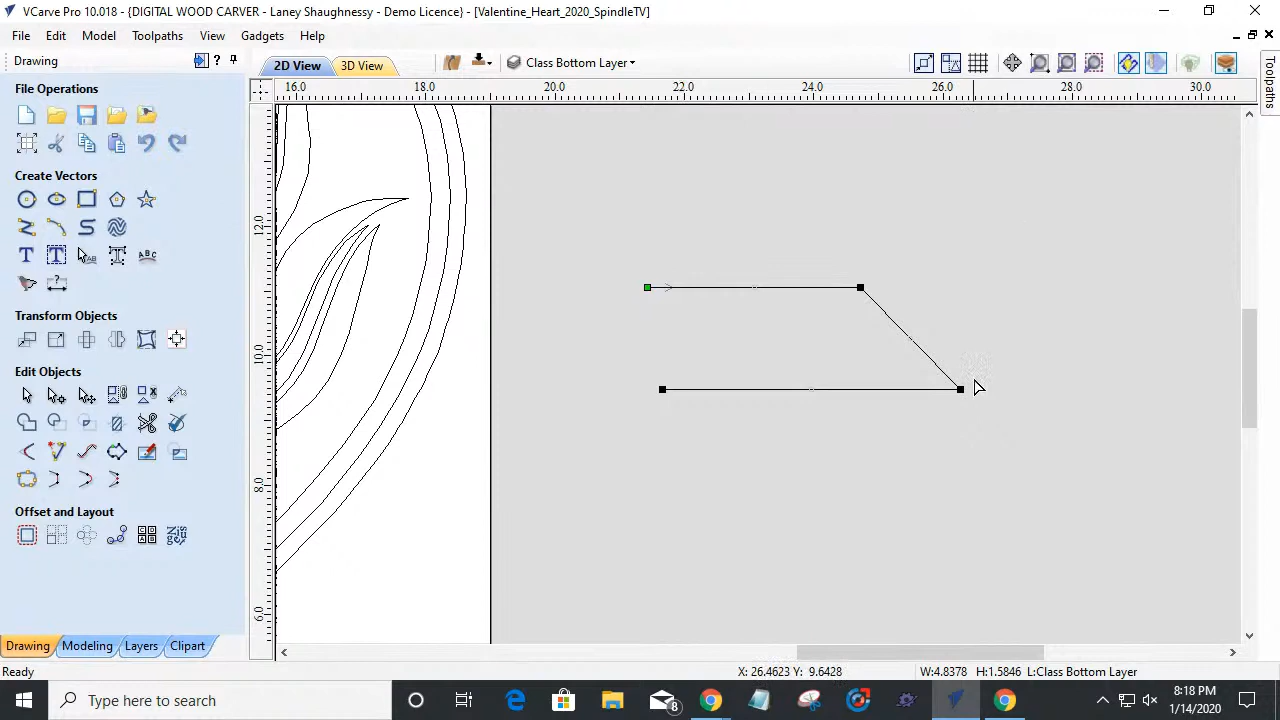 VCarve Pro 10.018 - {DIGITAL WOOD CARVER - Laney Shaughnessy - Demo Licence} - [Valentine_Heart_2020_SpindleTV]
File Edit Model Toolpaths View Gadgets Help
Drawing
2D View 3D View Class Bottom Layer
Toolpaths
File Operations
16.0 18.0 20.0 22.0 24.0 26.0 28.0 30.0
Create Vectors
12.0
Transform Objects
10.0
Edit Objects
8.0
Offset and Layout
6.0
Drawing Modeling Layers Clipart
Ready X: 26.4623 Y: 9.6428 W:4.8378 H:1.5846 L:Class Bottom Layer
Type here to search
8
8:18 PM
1/14/2020